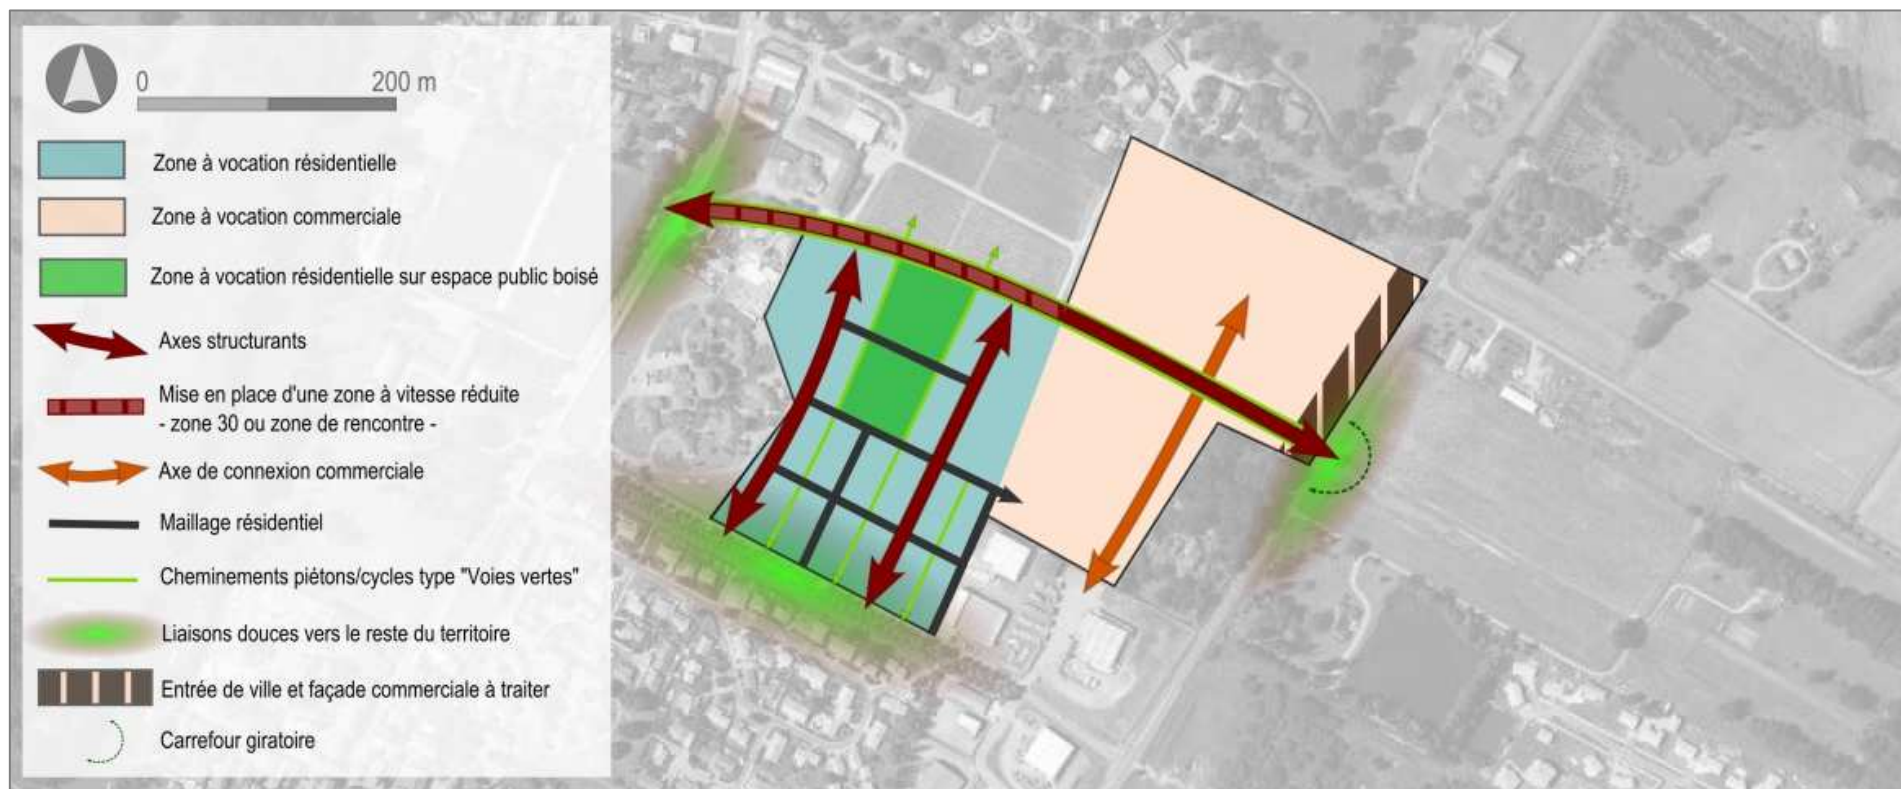 0 200 m
Zone à vocation résidentielle
Zone à vocation commerciale
Zone à vocation résidentielle sur espace public boisé
Axes structurants
Mise en place d'une zone à vitesse réduite
- zone 30 ou zone de rencontre -
Axe de connexion commerciale
Maillage résidentiel
Cheminements piétons/cycles type "Voies vertes"
Liaisons douces vers le reste du territoire
Entrée de ville et façade commerciale à traiter
Carrefour giratoire